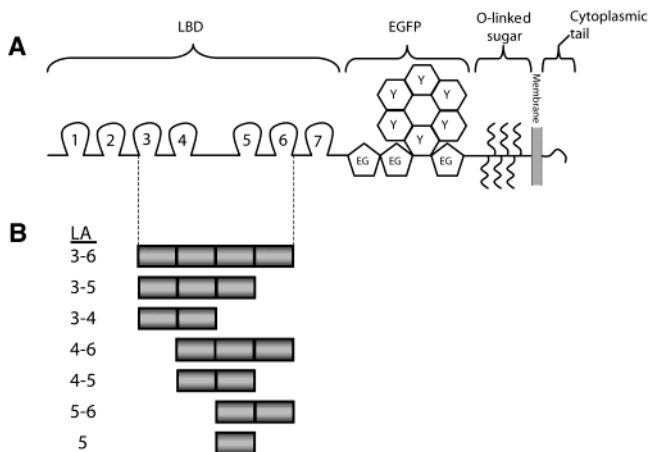 A
LBD
EGFP
O-linked
sugar
Cytoplasmic
tail
Membrane
1 2 3 4 5 6 7
Y
Y Y
Y Y
Y
EG EG EG
B
LA
3-6
3-5
3-4
4-6
4-5
5-6
5